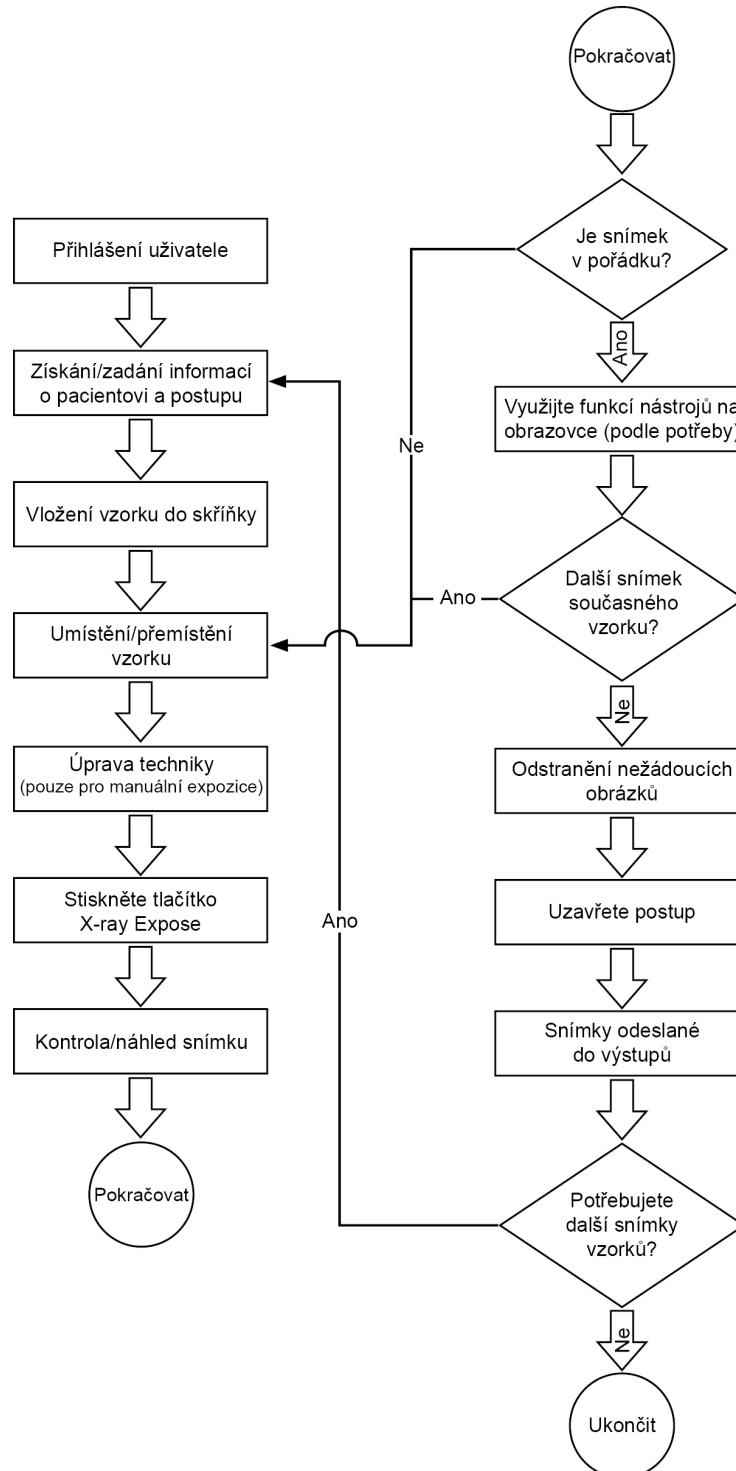 Přihlášení uživatele
Získání/zadání informací
o pacientovi a postupu
Vložení vzorku do skříňky
Umístění/přemístění
vzorku
Úprava techniky
(pouze pro manuální expozice)
Stiskněte tlačítko
X-ray Expose
Kontrola/náhled snímku
Pokračovat
Pokračovat
Je snímek
v pořádku?
Ne
Ano
Využijte funkcí nástrojů na
obrazovce (podle potřeby)
Další snímek
současného
vzorku?
Ano
Ne
Odstranění nežádoucích
obrázků
Uzavřete postup
Snímky odeslané
do výstupů
Potřebujete
další snímky
vzorků?
Ano
Ne
Ukončit